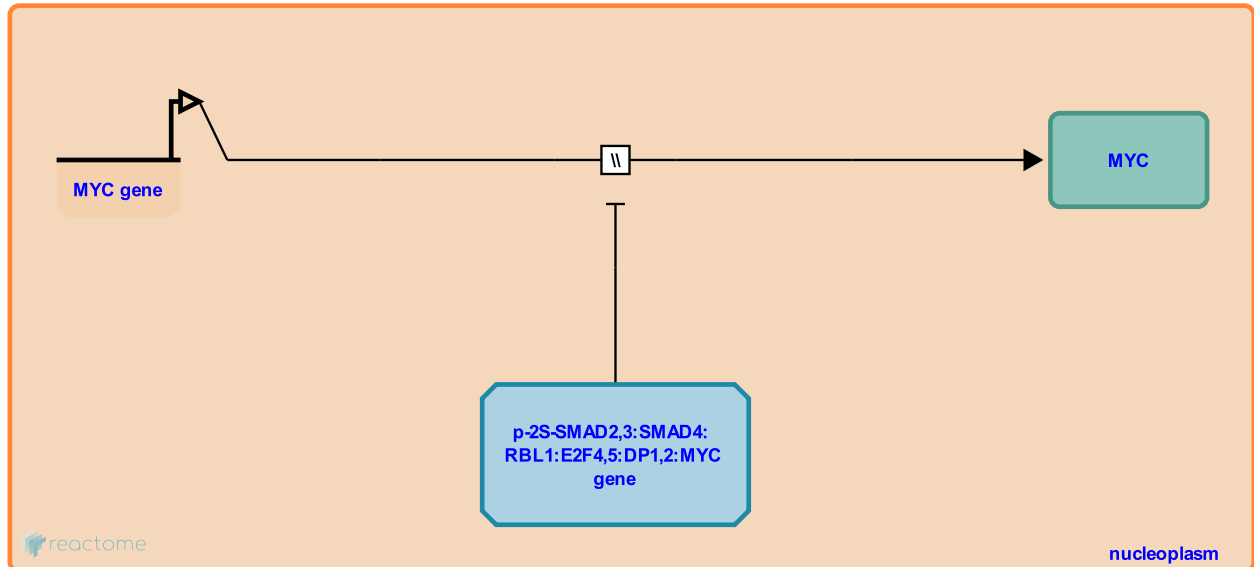 MYC gene
\\
MYC
p-2S-SMAD2,3:SMAD4:
RBL1:E2F4,5:DP1,2:MYC
gene
reactome
nucleoplasm